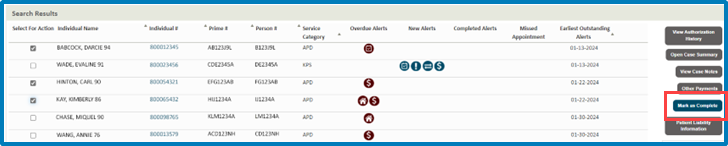 Search Results
Select For Action Individual Name Individual # Prime # Person # Service Category Overdue Alerts New Alerts Completed Alerts Missed Appointment Earliest Outstanding Alerts
BABCOCK, DARCIE 94 800012345 AB123J9L B123J9L APD 01-13-2024
WADE, EVALINE 91 800023456 CDE2345A DE2345A KPS 01-13-2024
HINTON, CARL 90 800054321 EFG123AB FG123AB APD 01-22-2024
KAY, KIMBERLY 86 800065432 HIJ1234A IJ1234A APD 01-22-2024
CHASE, MIQUEL 90 800098765 KLM1234A LM1234A APD 01-30-2024
WANG, ANNIE 76 800013579 ACD123NH CD123NH APD 01-30-2024
View Authorization History
Open Case Summary
View Case Notes
Other Payments
Mark as Complete
Patient Liability Information